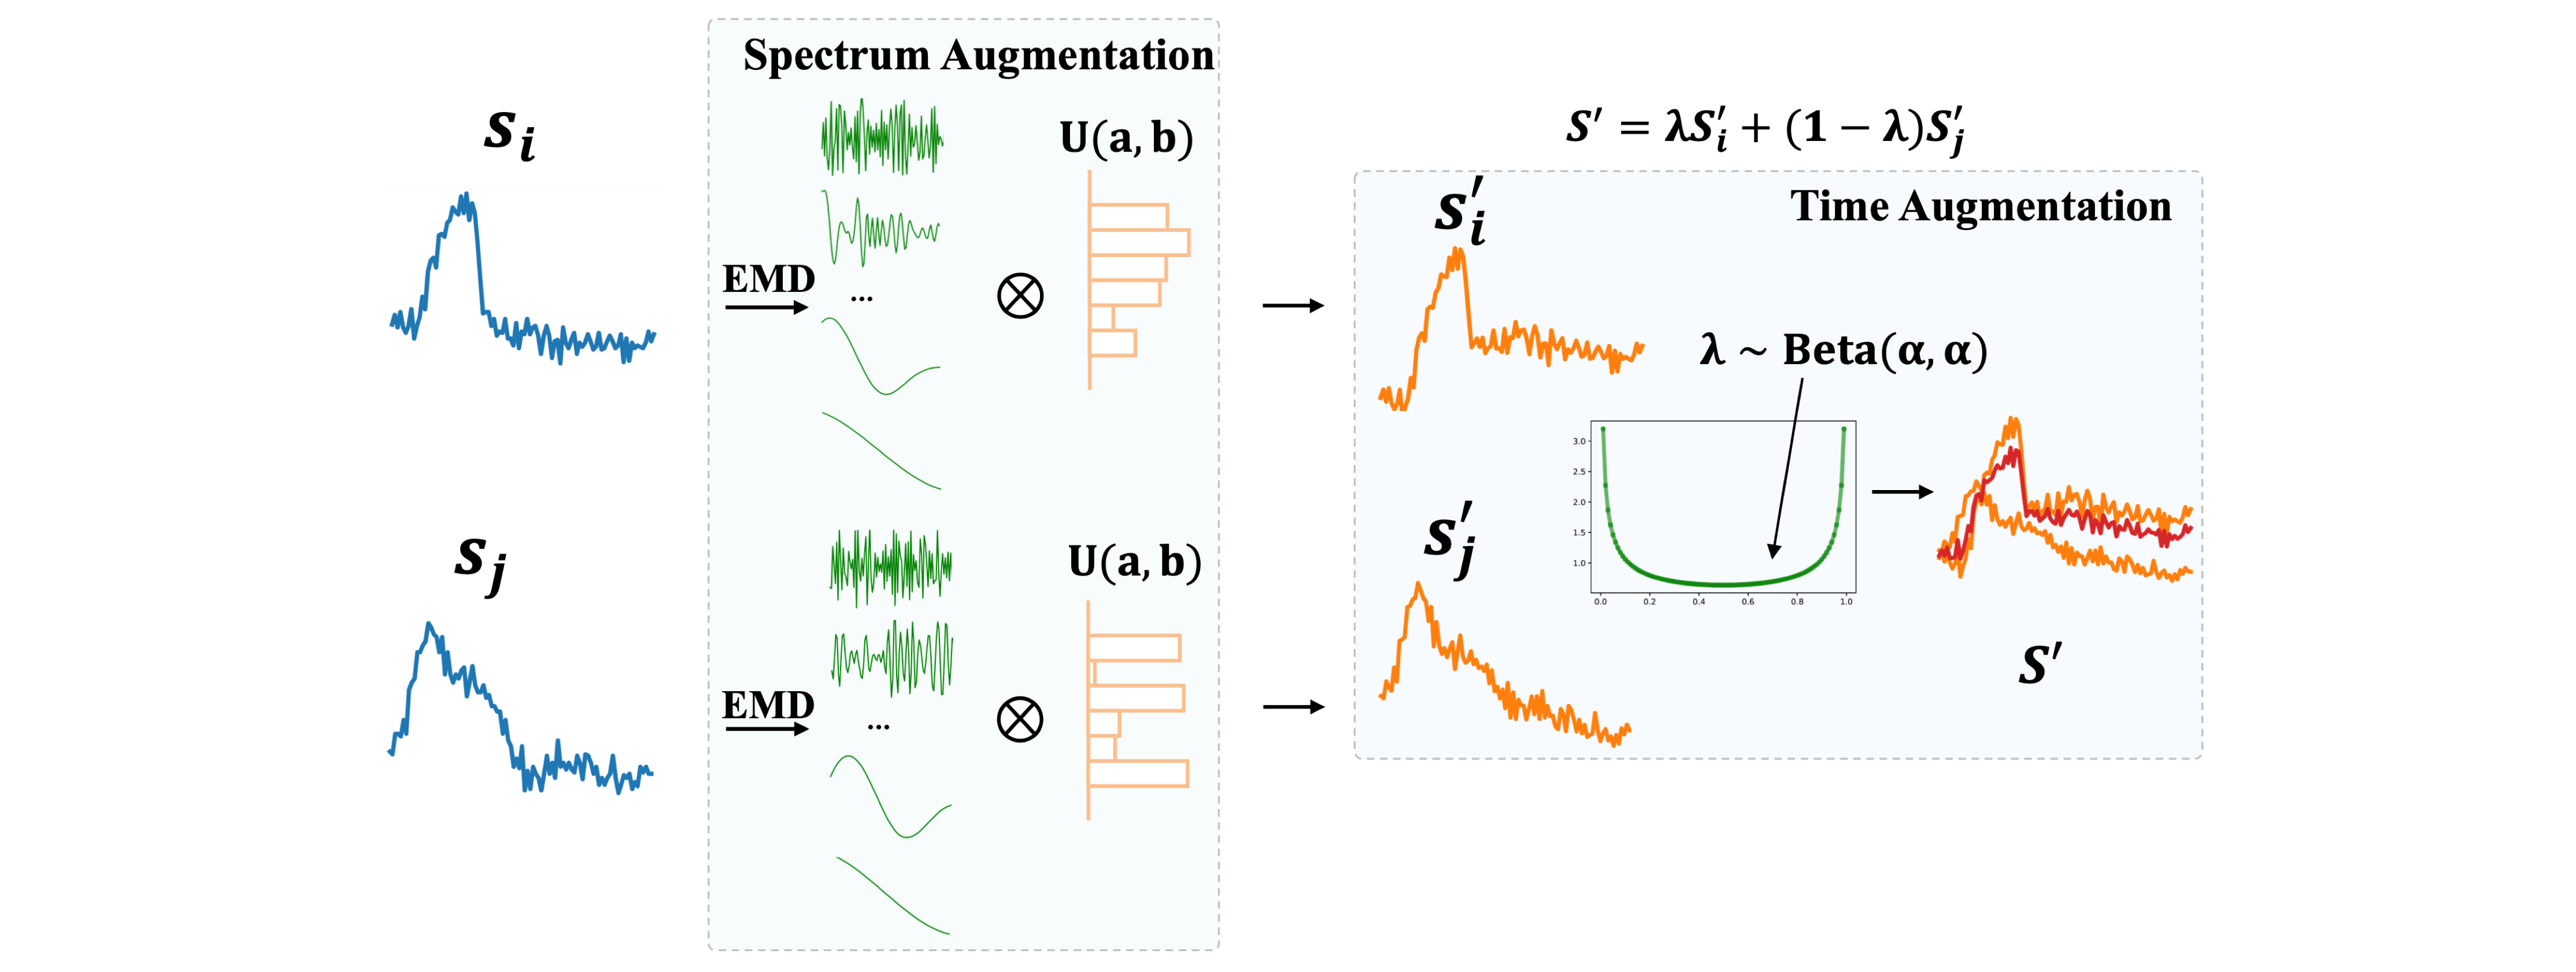 Spectrum Augmentation
s_i
EMD
...
U(a, b)
S′ = λS′_i + (1 − λ)S′_j
Time Augmentation
s′_i
λ ~ Beta(α, α)
3.0
2.5
2.0
1.5
1.0
0.0 0.2 0.4 0.6 0.8 1.0
s_j
EMD
...
U(a, b)
s′_j
S′